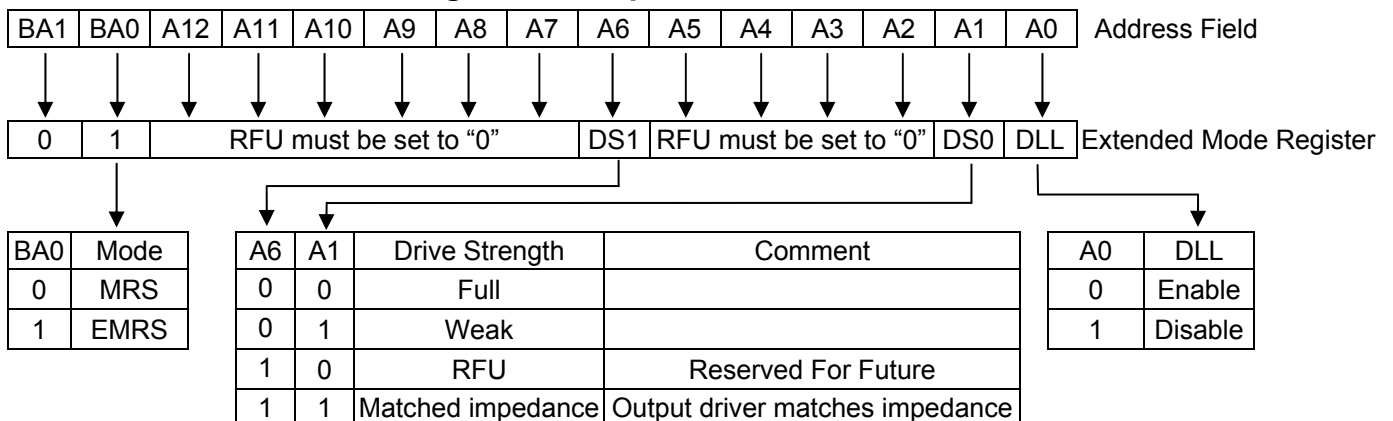 BA1 BA0 A12 A11 A10 A9 A8 A7 A6 A5 A4 A3 A2 A1 A0 Address Field
0 1 RFU must be set to “0” DS1 RFU must be set to “0” DS0 DLL Extended Mode Register
BA0 Mode
0 MRS
1 EMRS
A6 A1 Drive Strength Comment
0 0 Full
0 1 Weak
1 0 RFU Reserved For Future
1 1 Matched impedance Output driver matches impedance
A0 DLL
0 Enable
1 Disable